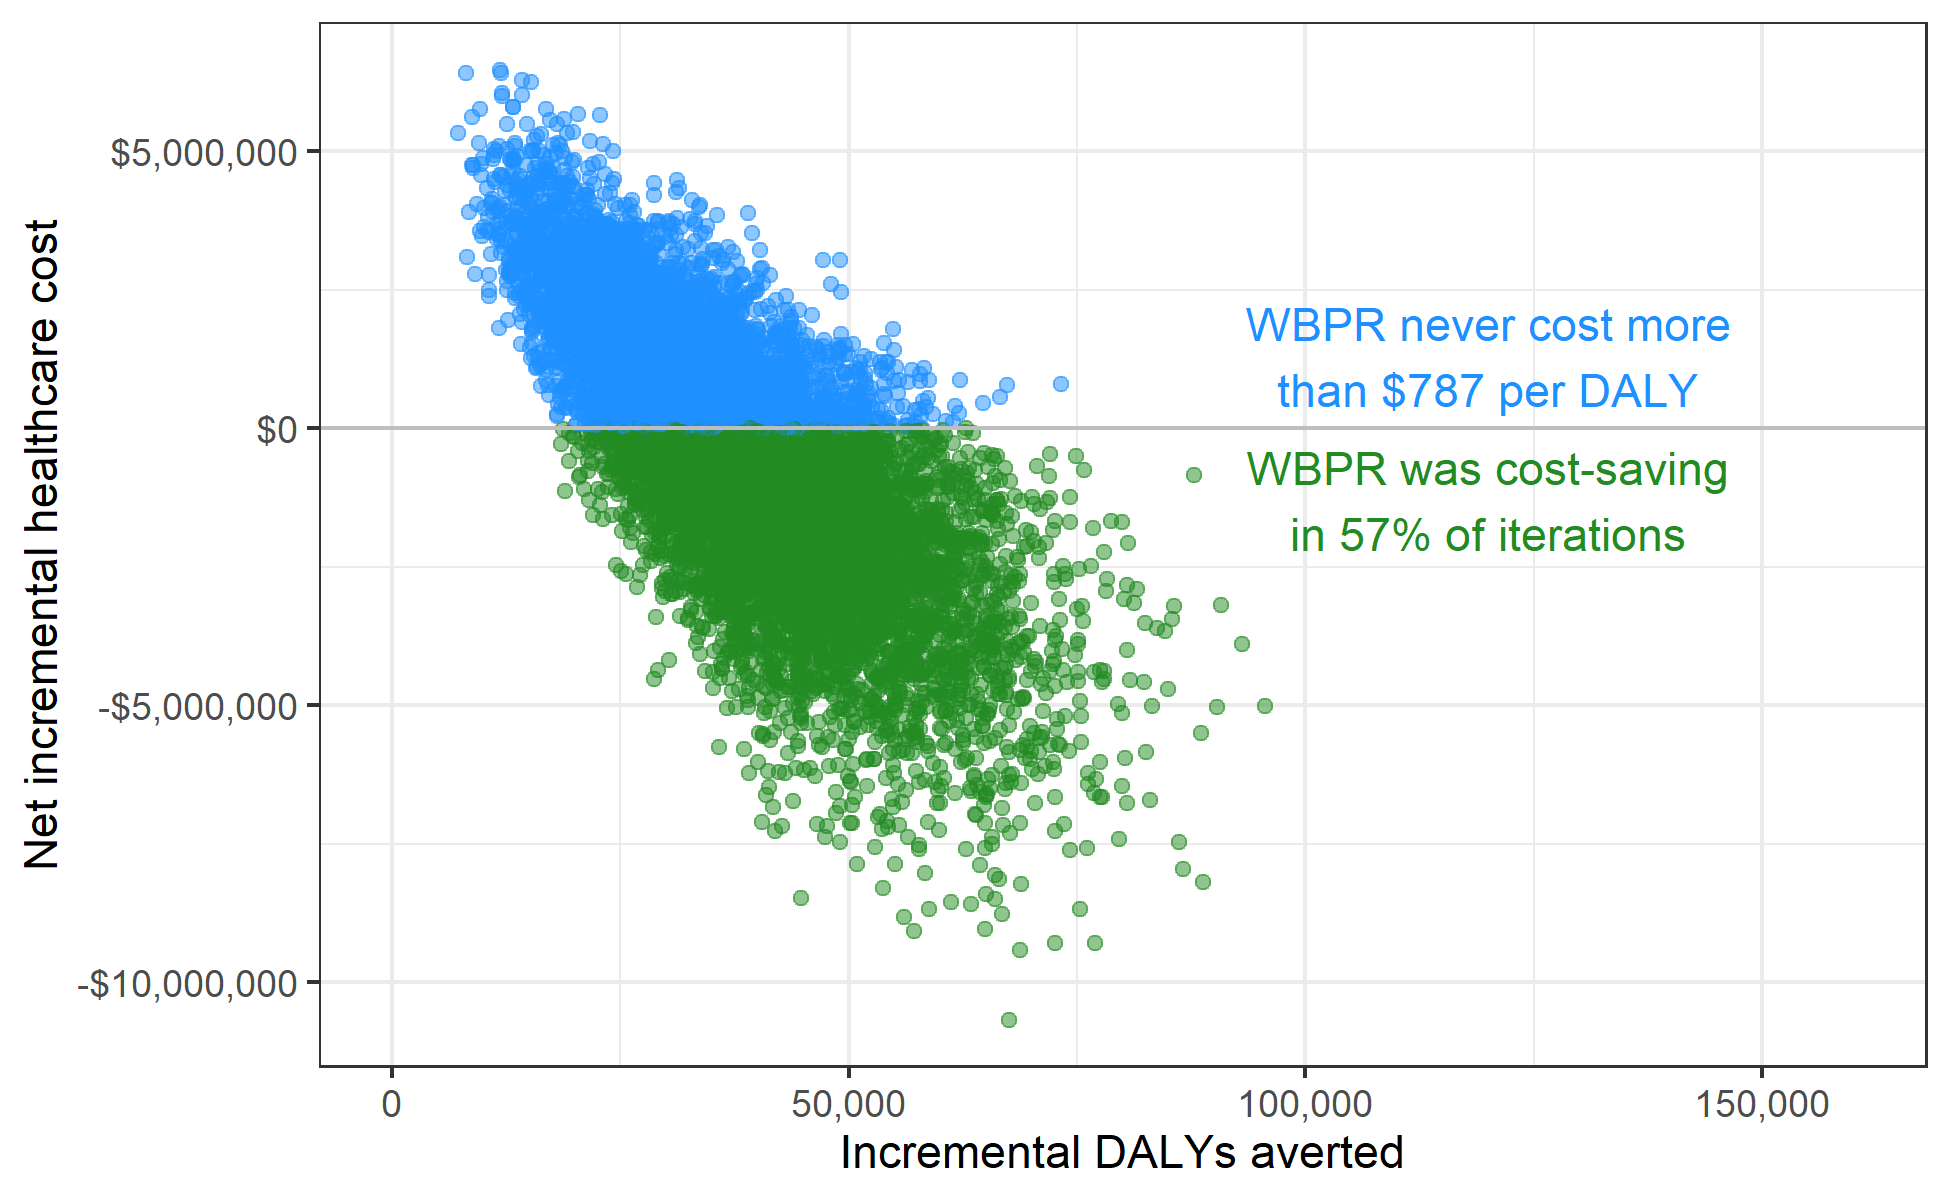 Net incremental healthcare cost
$5,000,000
$0
-$5,000,000
-$10,000,000
WBPR never cost more
than $787 per DALY
WBPR was cost-saving
in 57% of iterations
0
50,000
100,000
150,000
Incremental DALYs averted